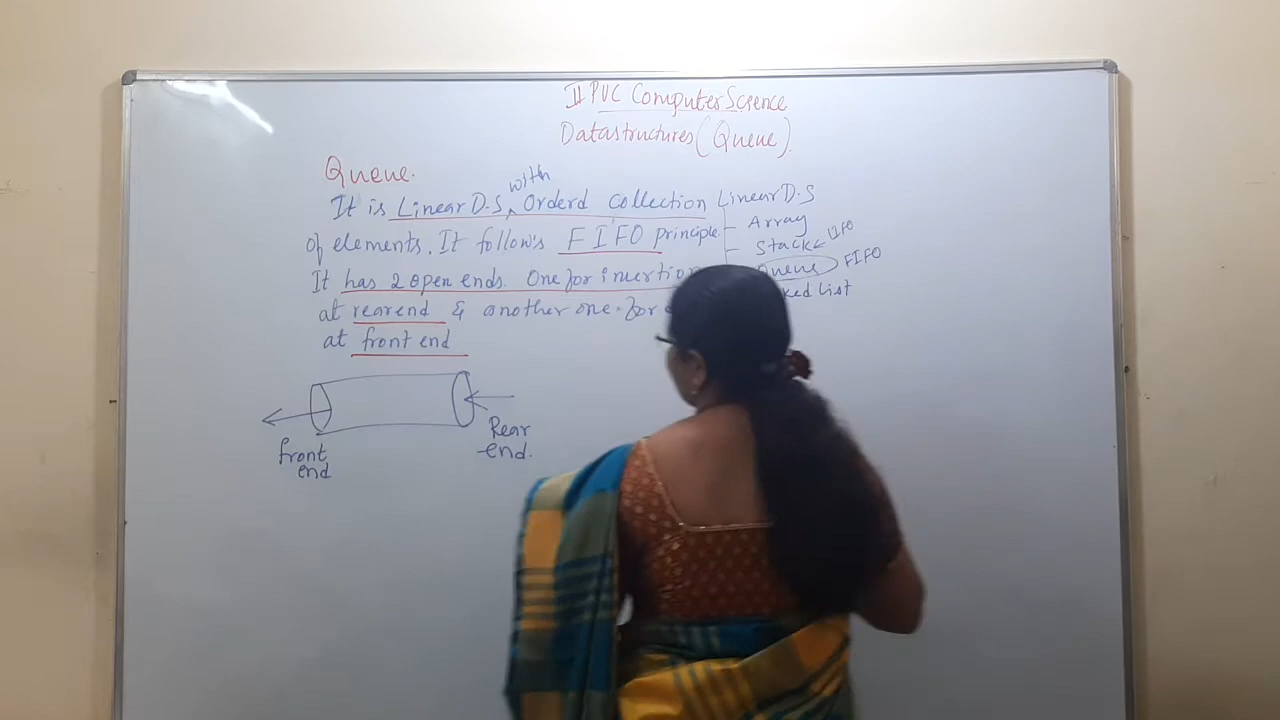 II PUC Computer Science
Datastructures (Queue).
Queue.
It is Linear D.S, with Orderd collection
of elements. It follow's FIFO principle.
It has 2 open ends. One for insertion
at rearend & another one for
at front end
Linear D.S
- Array
- Stack LIFO
Queue FIFO
List
Front
end
Rear
end.